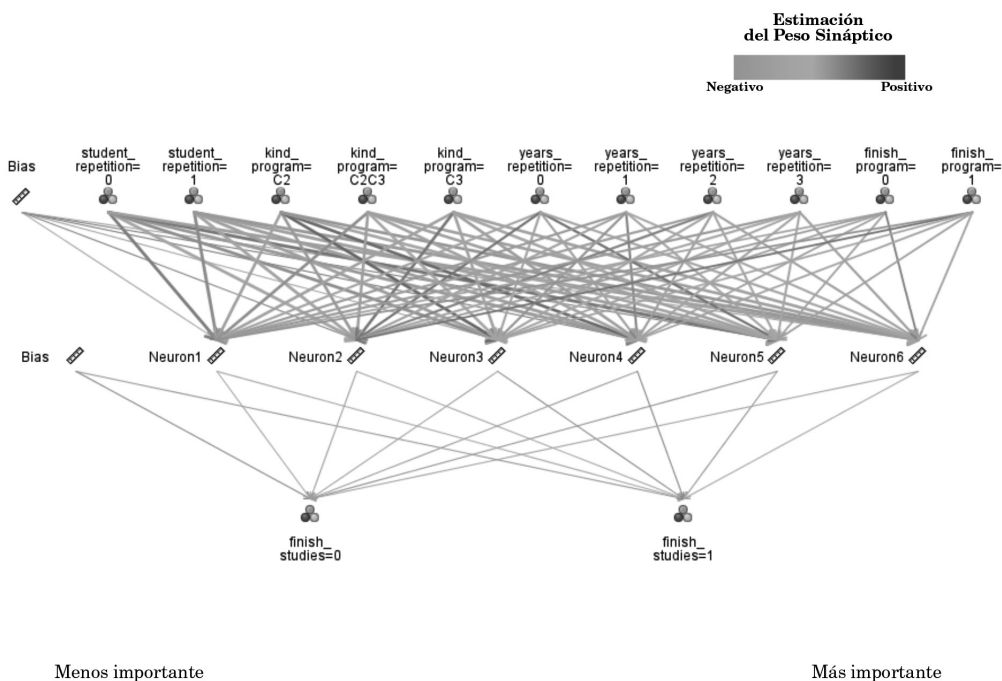 Estimación
del Peso Sináptico
Negativo Positivo
Bias
student_
repetition=
0
student_
repetition=
1
kind_
program=
C2
kind_
program=
C2C3
kind_
program=
C3
years_
repetition=
0
years_
repetition=
1
years_
repetition=
2
years_
repetition=
3
finish_
program=
0
finish_
program=
1
Bias Neuron1 Neuron2 Neuron3 Neuron4 Neuron5 Neuron6
finish_
studies=0
finish_
studies=1
Menos importante Más importante